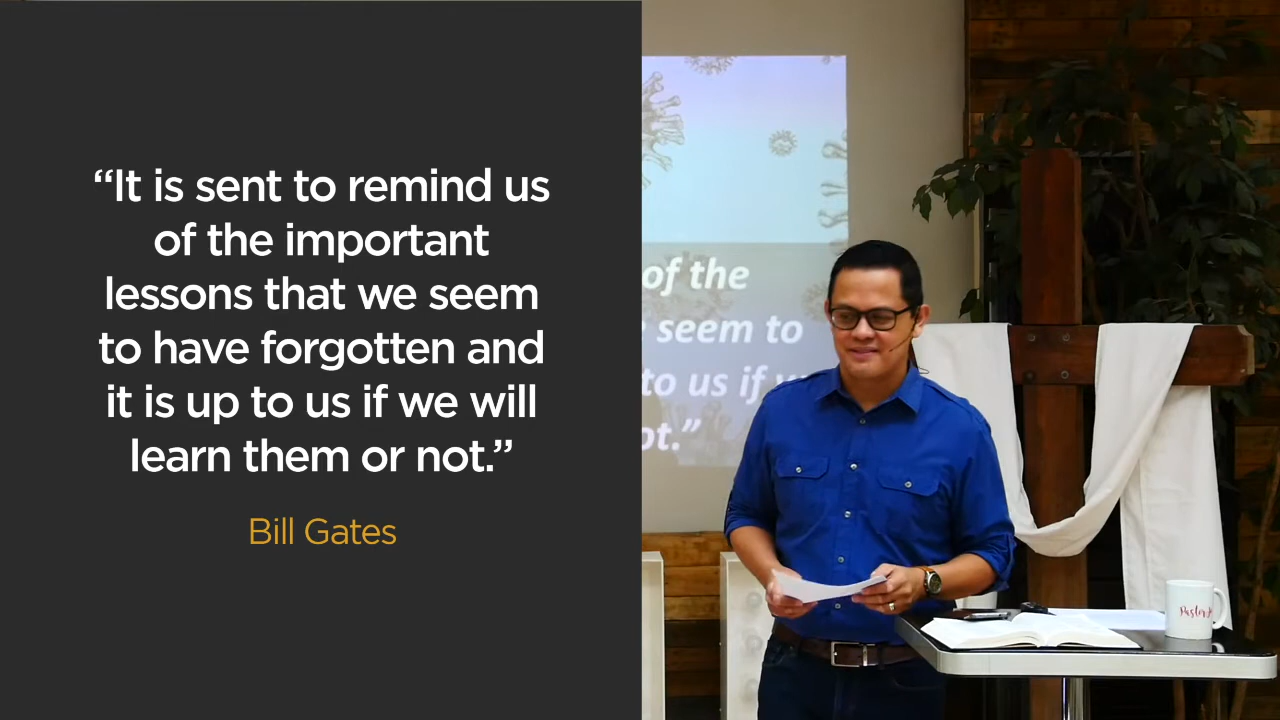 “It is sent to remind us
of the important
lessons that we seem
to have forgotten and
it is up to us if we will
learn them or not.”
Bill Gates
of the
seem to
to us if
ot.”
Pastor